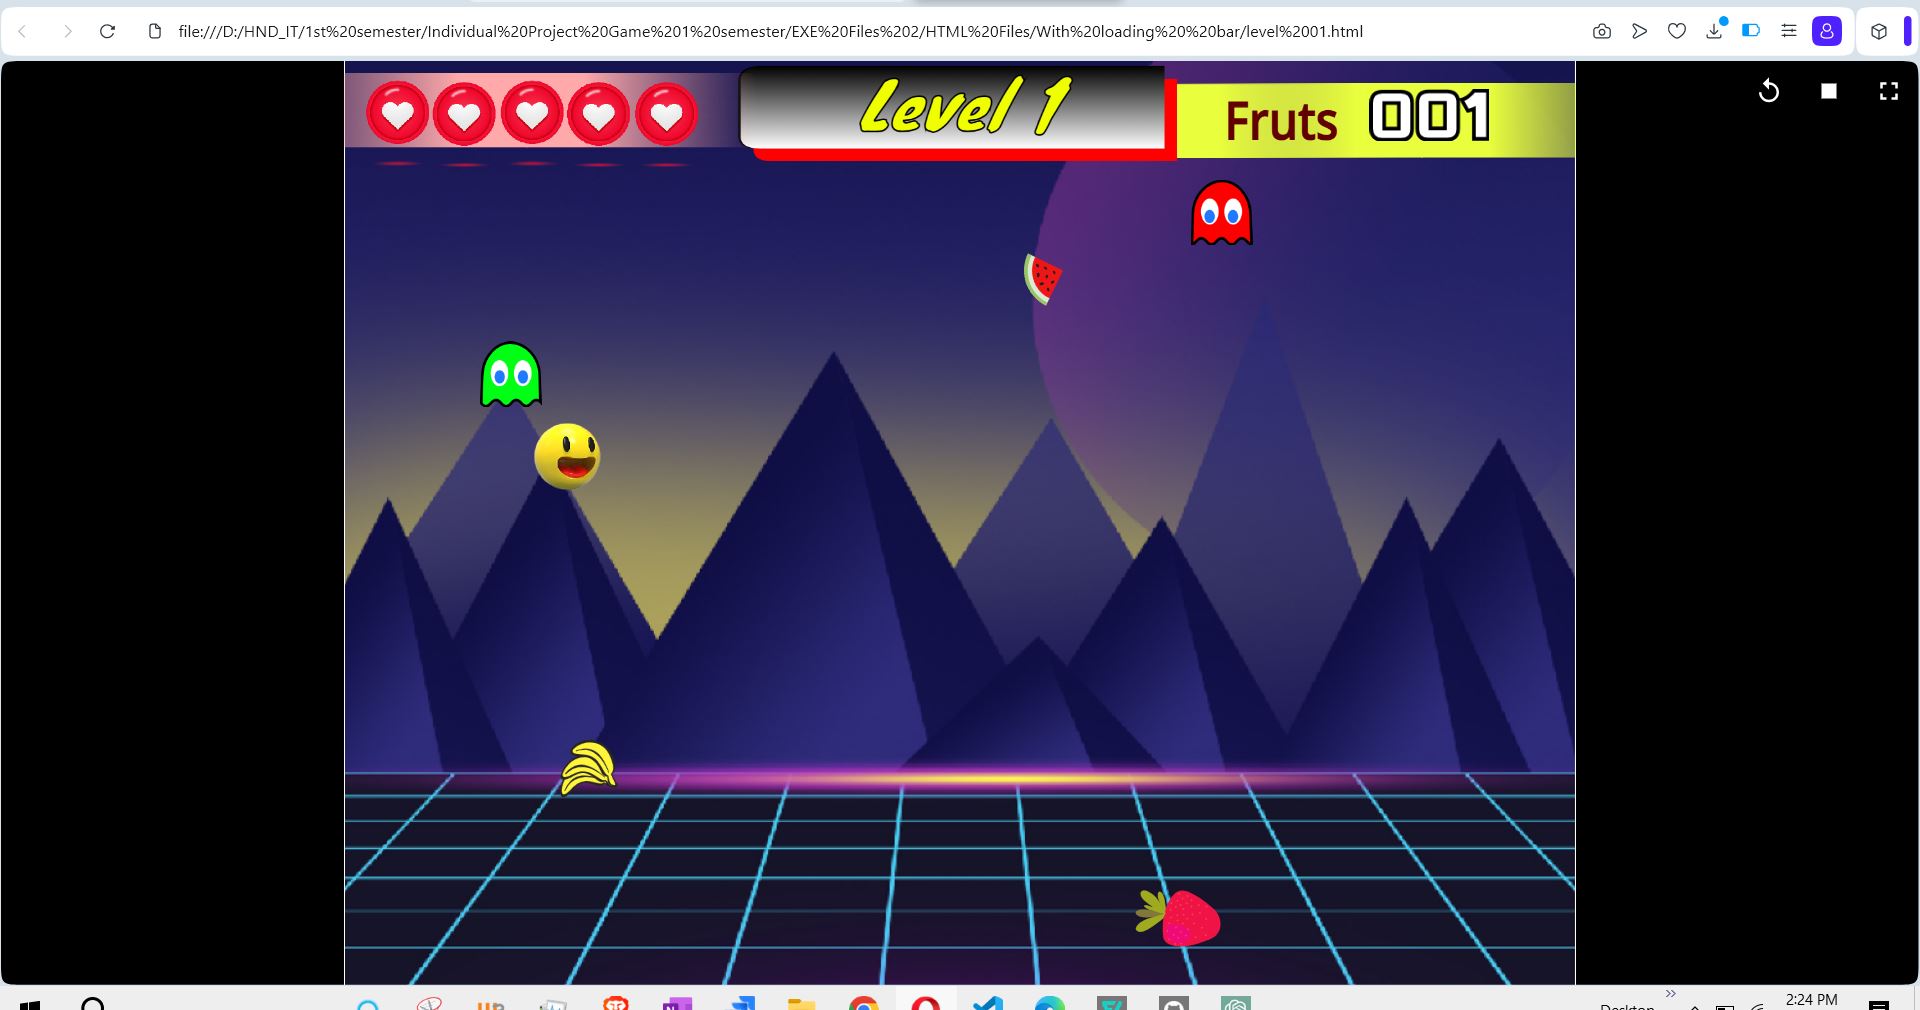 file:///D:/HND_IT/1st%20semester/Individual%20Project%20Game%201%20semester/EXE%20Files%202/HTML%20Files/With%20loading%20%20bar/level%2001.html
Level 1
Fruts 001
Desktop
2:24 PM